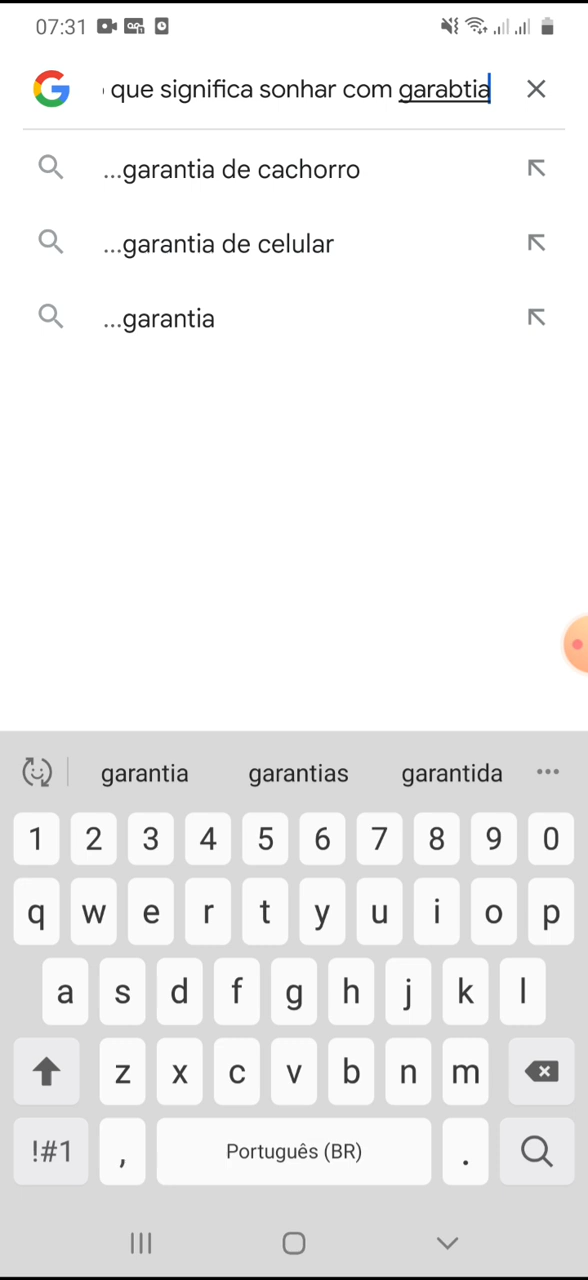 07:31
que significa sonhar com garabtia
...garantia de cachorro
...garantia de celular
...garantia
garantia garantias garantida ...
1 2 3 4 5 6 7 8 9 0
q w e r t y u i o p
a s d f g h j k l
z x c v b n m
!#1 , Português (BR) .